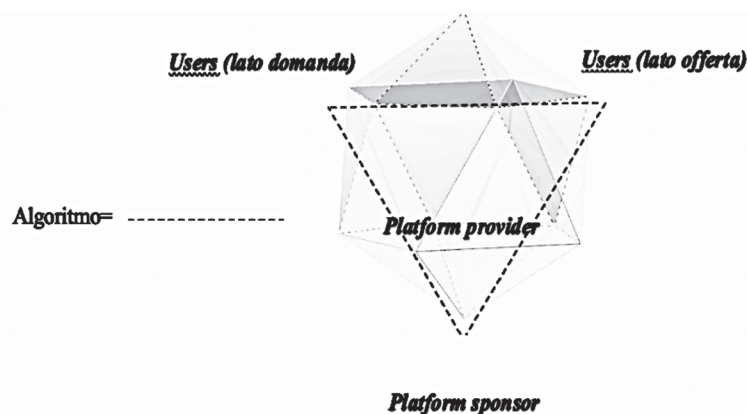 Users (lato domanda)
Users (lato offerta)
Algoritmo=
Platform provider
Platform sponsor